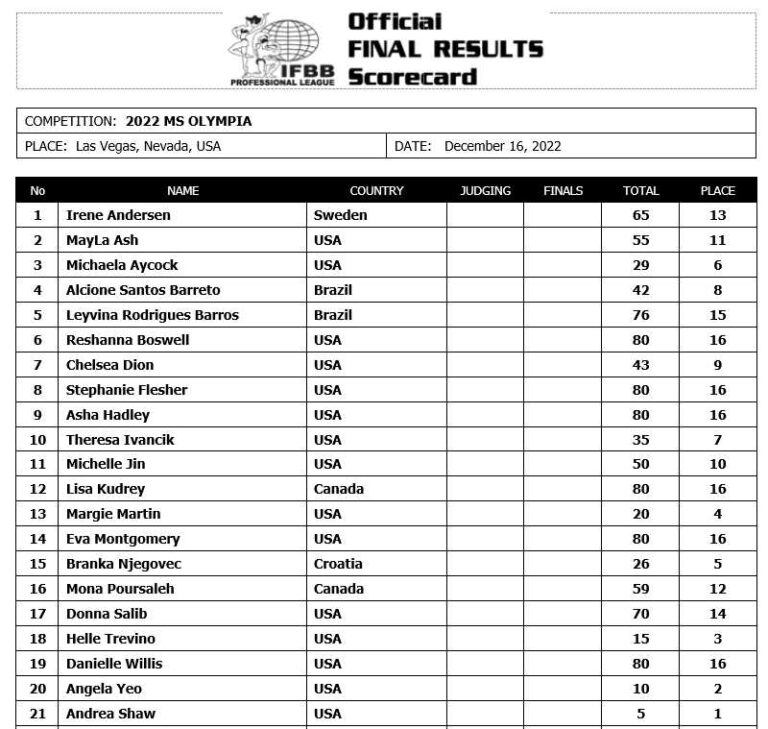 Official
FINAL RESULTS
Scorecard
IFBB
PROFESSIONAL LEAGUE
COMPETITION: 2022 MS OLYMPIA
PLACE: Las Vegas, Nevada, USA DATE: December 16, 2022
No NAME COUNTRY JUDGING FINALS TOTAL PLACE
1 Irene Andersen Sweden 65 13
2 MayLa Ash USA 55 11
3 Michaela Aycock USA 29 6
4 Alcione Santos Barreto Brazil 42 8
5 Leyvina Rodrigues Barros Brazil 76 15
6 Reshanna Boswell USA 80 16
7 Chelsea Dion USA 43 9
8 Stephanie Flesher USA 80 16
9 Asha Hadley USA 80 16
10 Theresa Ivancik USA 35 7
11 Michelle Jin USA 50 10
12 Lisa Kudrey Canada 80 16
13 Margie Martin USA 20 4
14 Eva Montgomery USA 80 16
15 Branka Njegovec Croatia 26 5
16 Mona Poursaleh Canada 59 12
17 Donna Salib USA 70 14
18 Helle Trevino USA 15 3
19 Danielle Willis USA 80 16
20 Angela Yeo USA 10 2
21 Andrea Shaw USA 5 1